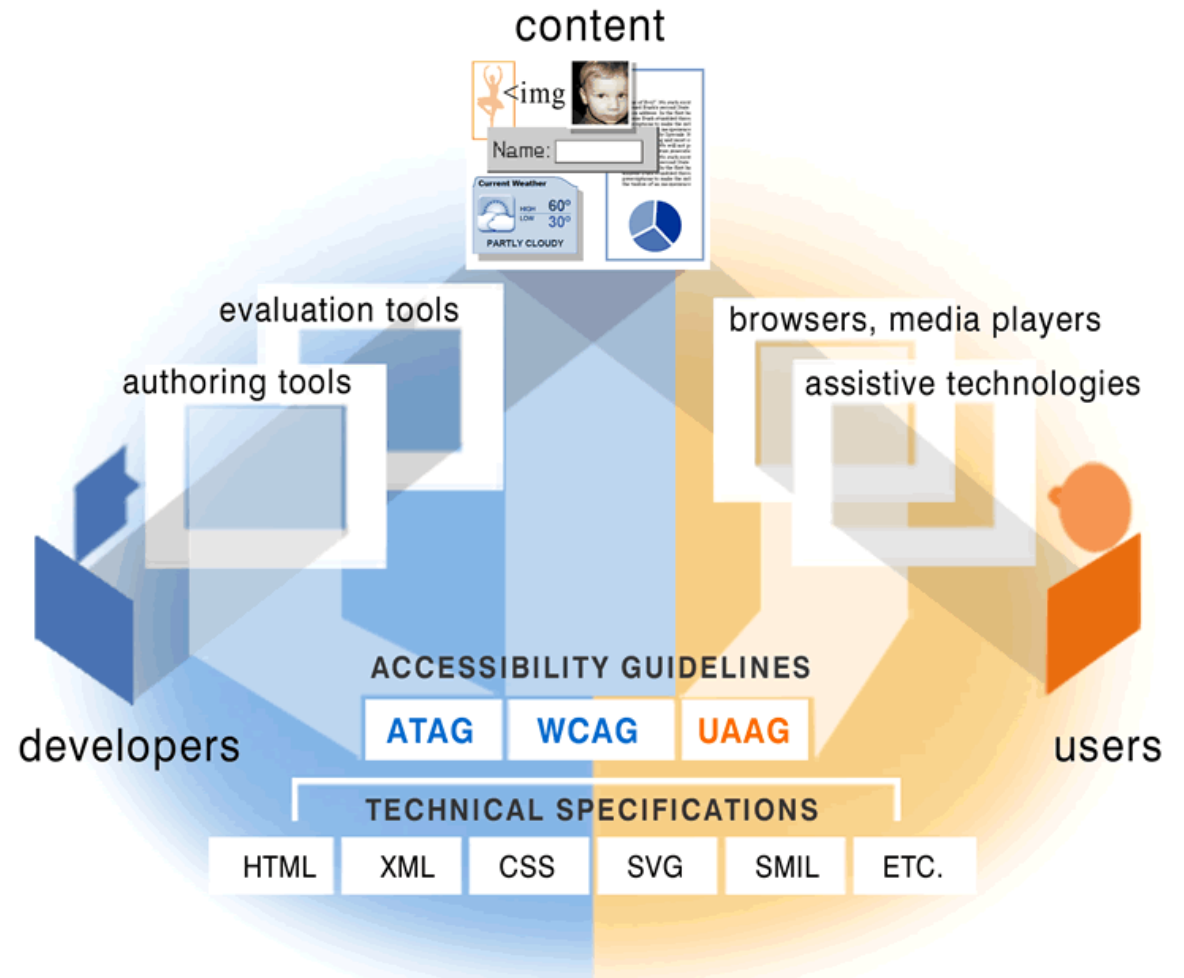 content
<img
Name:
Current Weather
HIGH 60°
LOW 30°
PARTLY CLOUDY
evaluation tools
authoring tools
browsers, media players
assistive technologies
developers
users
ACCESSIBILITY GUIDELINES
ATAG WCAG UAAG
TECHNICAL SPECIFICATIONS
HTML XML CSS SVG SMIL ETC.